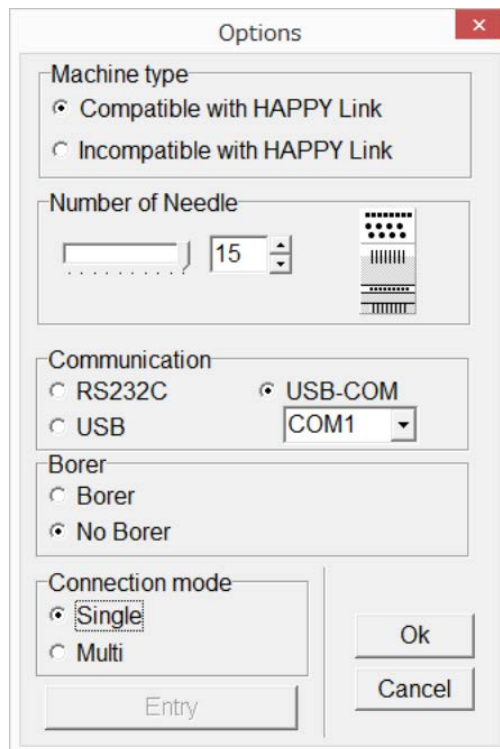 Options
Machine type
Compatible with HAPPY Link
Incompatible with HAPPY Link
Number of Needle
15
Communication
RS232C
USB-COM
USB
COM1
Borer
Borer
No Borer
Connection mode
Single
Multi
Entry
Ok
Cancel